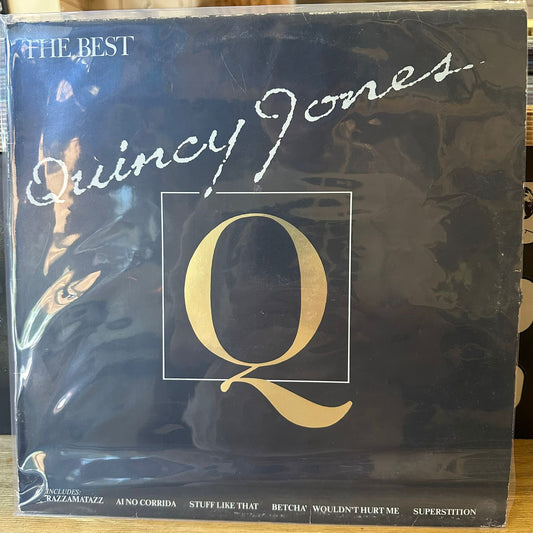 THE BEST
Quincy Jones
Q
INCLUDES:
RAZZAMATAZZ AI NO CORRIDA STUFF LIKE THAT BETCHA' WOULDN'T HURT ME SUPERSTITION